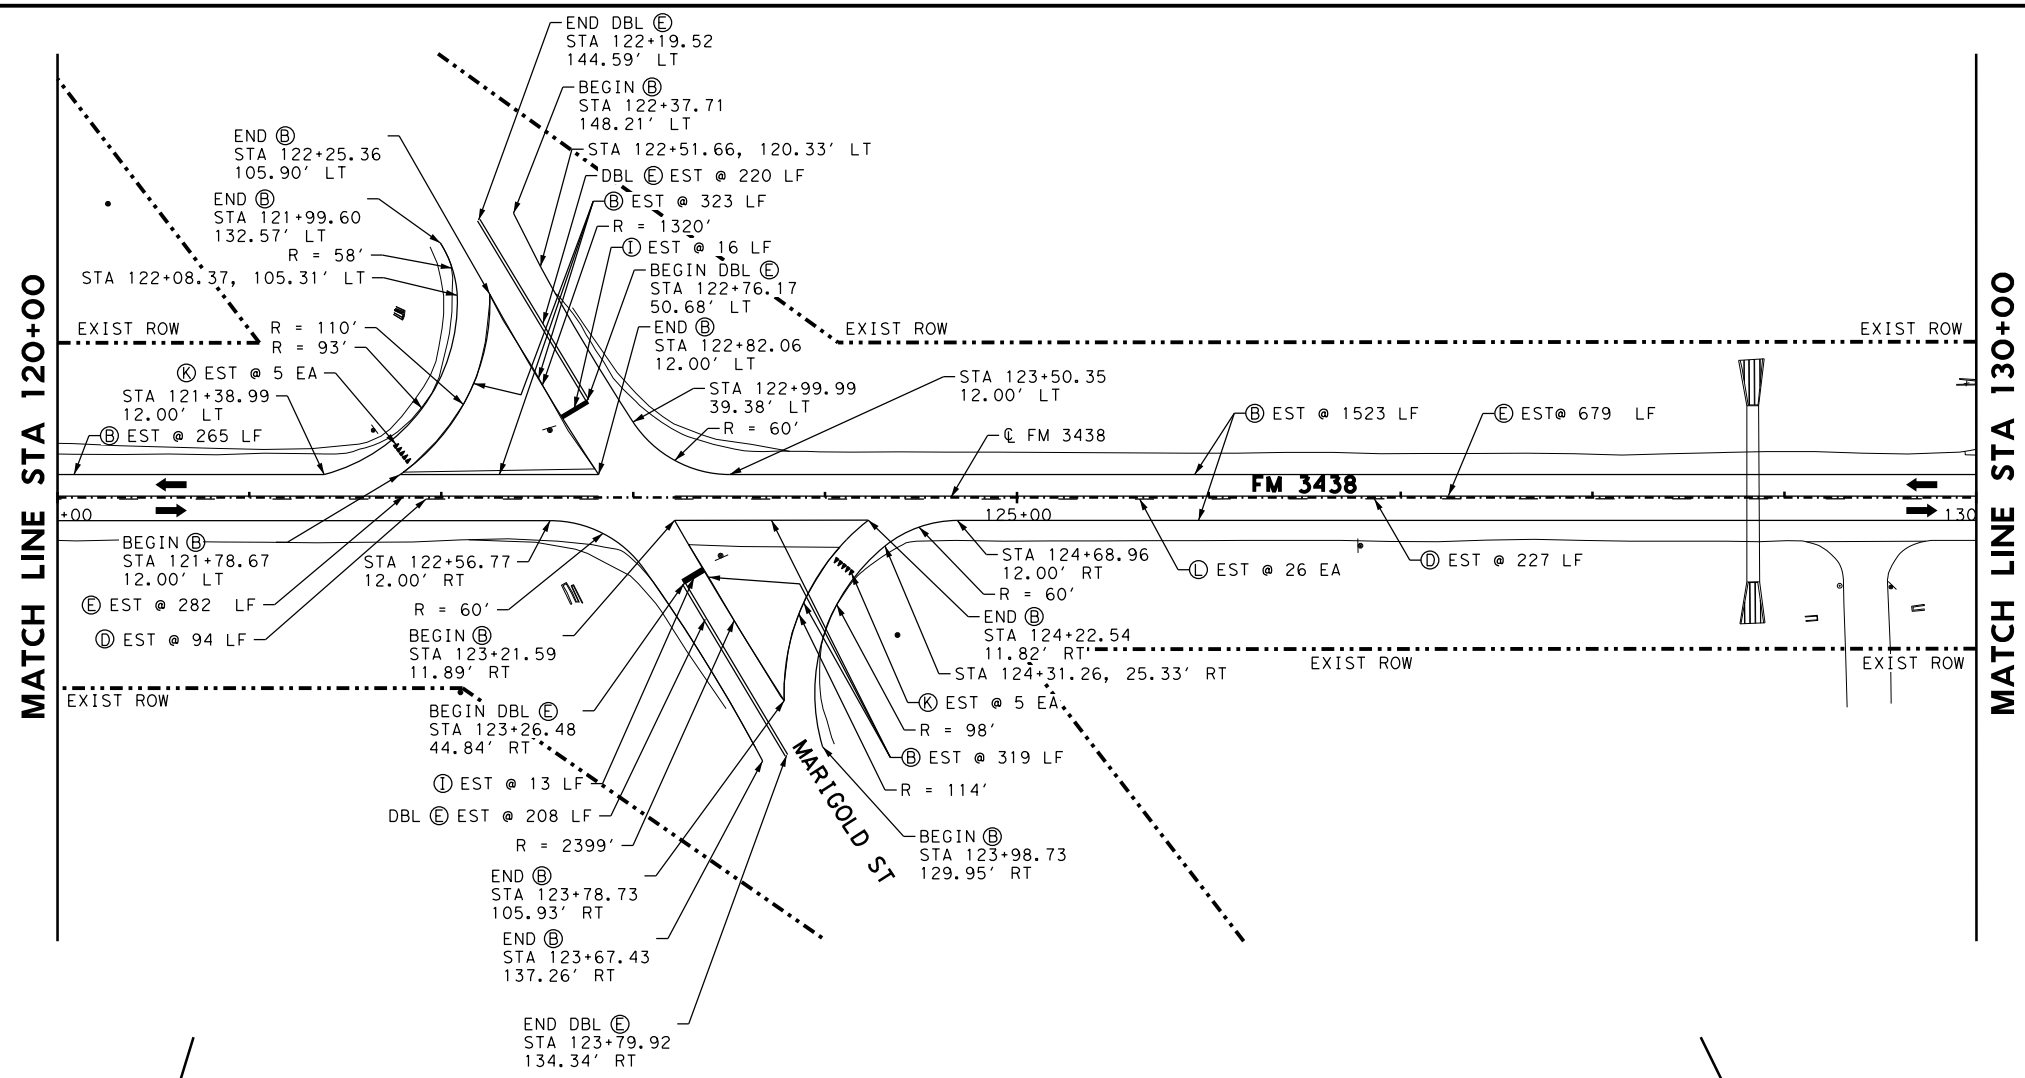 END DBL Ⓔ
STA 122+19.52
144.59' LT
BEGIN Ⓑ
STA 122+37.71
148.21' LT
STA 122+51.66, 120.33' LT
DBL Ⓔ EST @ 220 LF
Ⓑ EST @ 323 LF
R = 1320'
Ⓘ EST @ 16 LF
BEGIN DBL Ⓔ
STA 122+76.17
50.68' LT
END Ⓑ
STA 122+82.06
12.00' LT
STA 122+99.99
39.38' LT
R = 60'
END Ⓑ
STA 122+25.36
105.90' LT
END Ⓑ
STA 121+99.60
132.57' LT
R = 58'
STA 122+08.37, 105.31' LT
EXIST ROW
R = 110'
R = 93'
Ⓚ EST @ 5 EA
STA 121+38.99
12.00' LT
Ⓑ EST @ 265 LF
MATCH LINE STA 120+00
EXIST ROW
EXIST ROW
STA 123+50.35
12.00' LT
℄ FM 3438
Ⓑ EST @ 1523 LF
Ⓔ EST@ 679 LF
FM 3438
MATCH LINE STA 130+00
+00
125+00
130
BEGIN Ⓑ
STA 121+78.67
12.00' LT
Ⓔ EST @ 282 LF
Ⓓ EST @ 94 LF
EXIST ROW
STA 122+56.77
12.00' RT
R = 60'
BEGIN Ⓑ
STA 123+21.59
11.89' RT
BEGIN DBL Ⓔ
STA 123+26.48
44.84' RT
Ⓘ EST @ 13 LF
DBL Ⓔ EST @ 208 LF
R = 2399'
END Ⓑ
STA 123+78.73
105.93' RT
END Ⓑ
STA 123+67.43
137.26' RT
END DBL Ⓔ
STA 123+79.92
134.34' RT
MARIGOLD ST
STA 124+68.96
12.00' RT
R = 60'
END Ⓑ
STA 124+22.54
11.82' RT
STA 124+31.26, 25.33' RT
Ⓚ EST @ 5 EA
R = 98'
Ⓑ EST @ 319 LF
R = 114'
BEGIN Ⓑ
STA 123+98.73
129.95' RT
Ⓛ EST @ 26 EA
Ⓓ EST @ 227 LF
EXIST ROW
EXIST ROW